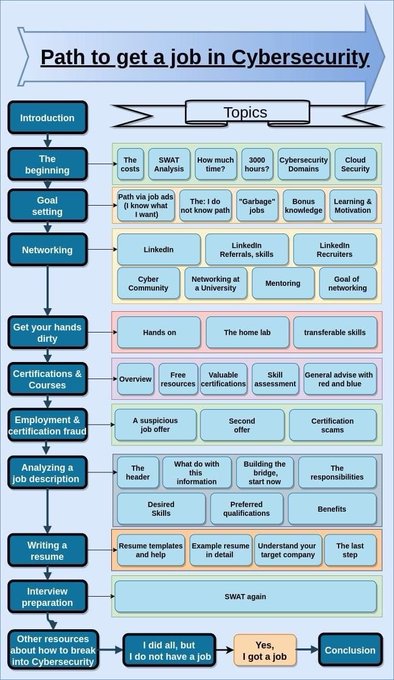 Path to get a job in Cybersecurity
Introduction
Topics
The
beginning
The
costs
SWAT
Analysis
How much
time?
3000
hours?
Cybersecurity
Domains
Cloud
Security
Goal
setting
Path via job ads
(I know what
I want)
The: I do
not know path
"Garbage"
jobs
Bonus
knowledge
Learning &
Motivation
Networking
LinkedIn
LinkedIn
Referrals, skills
LinkedIn
Recruiters
Cyber
Community
Networking at
a University
Mentoring
Goal of
networking
Get your hands
dirty
Hands on
The home lab
transferable skills
Certifications &
Courses
Overview
Free
resources
Valuable
certifications
Skill
assessment
General advise with
red and blue
Employment &
certification fraud
A suspicious
job offer
Second
offer
Certification
scams
Analyzing a
job description
The
header
What do with
this
information
Building the
bridge,
start now
The
responsibilities
Desired
Skills
Preferred
qualifications
Benefits
Writing a
resume
Resume templates
and help
Example resume
in detail
Understand your
target company
The last
step
Interview
preparation
SWAT again
Other resources
about how to break
into Cybersecurity
I did all, but
I do not have a job
Yes,
I got a job
Conclusion